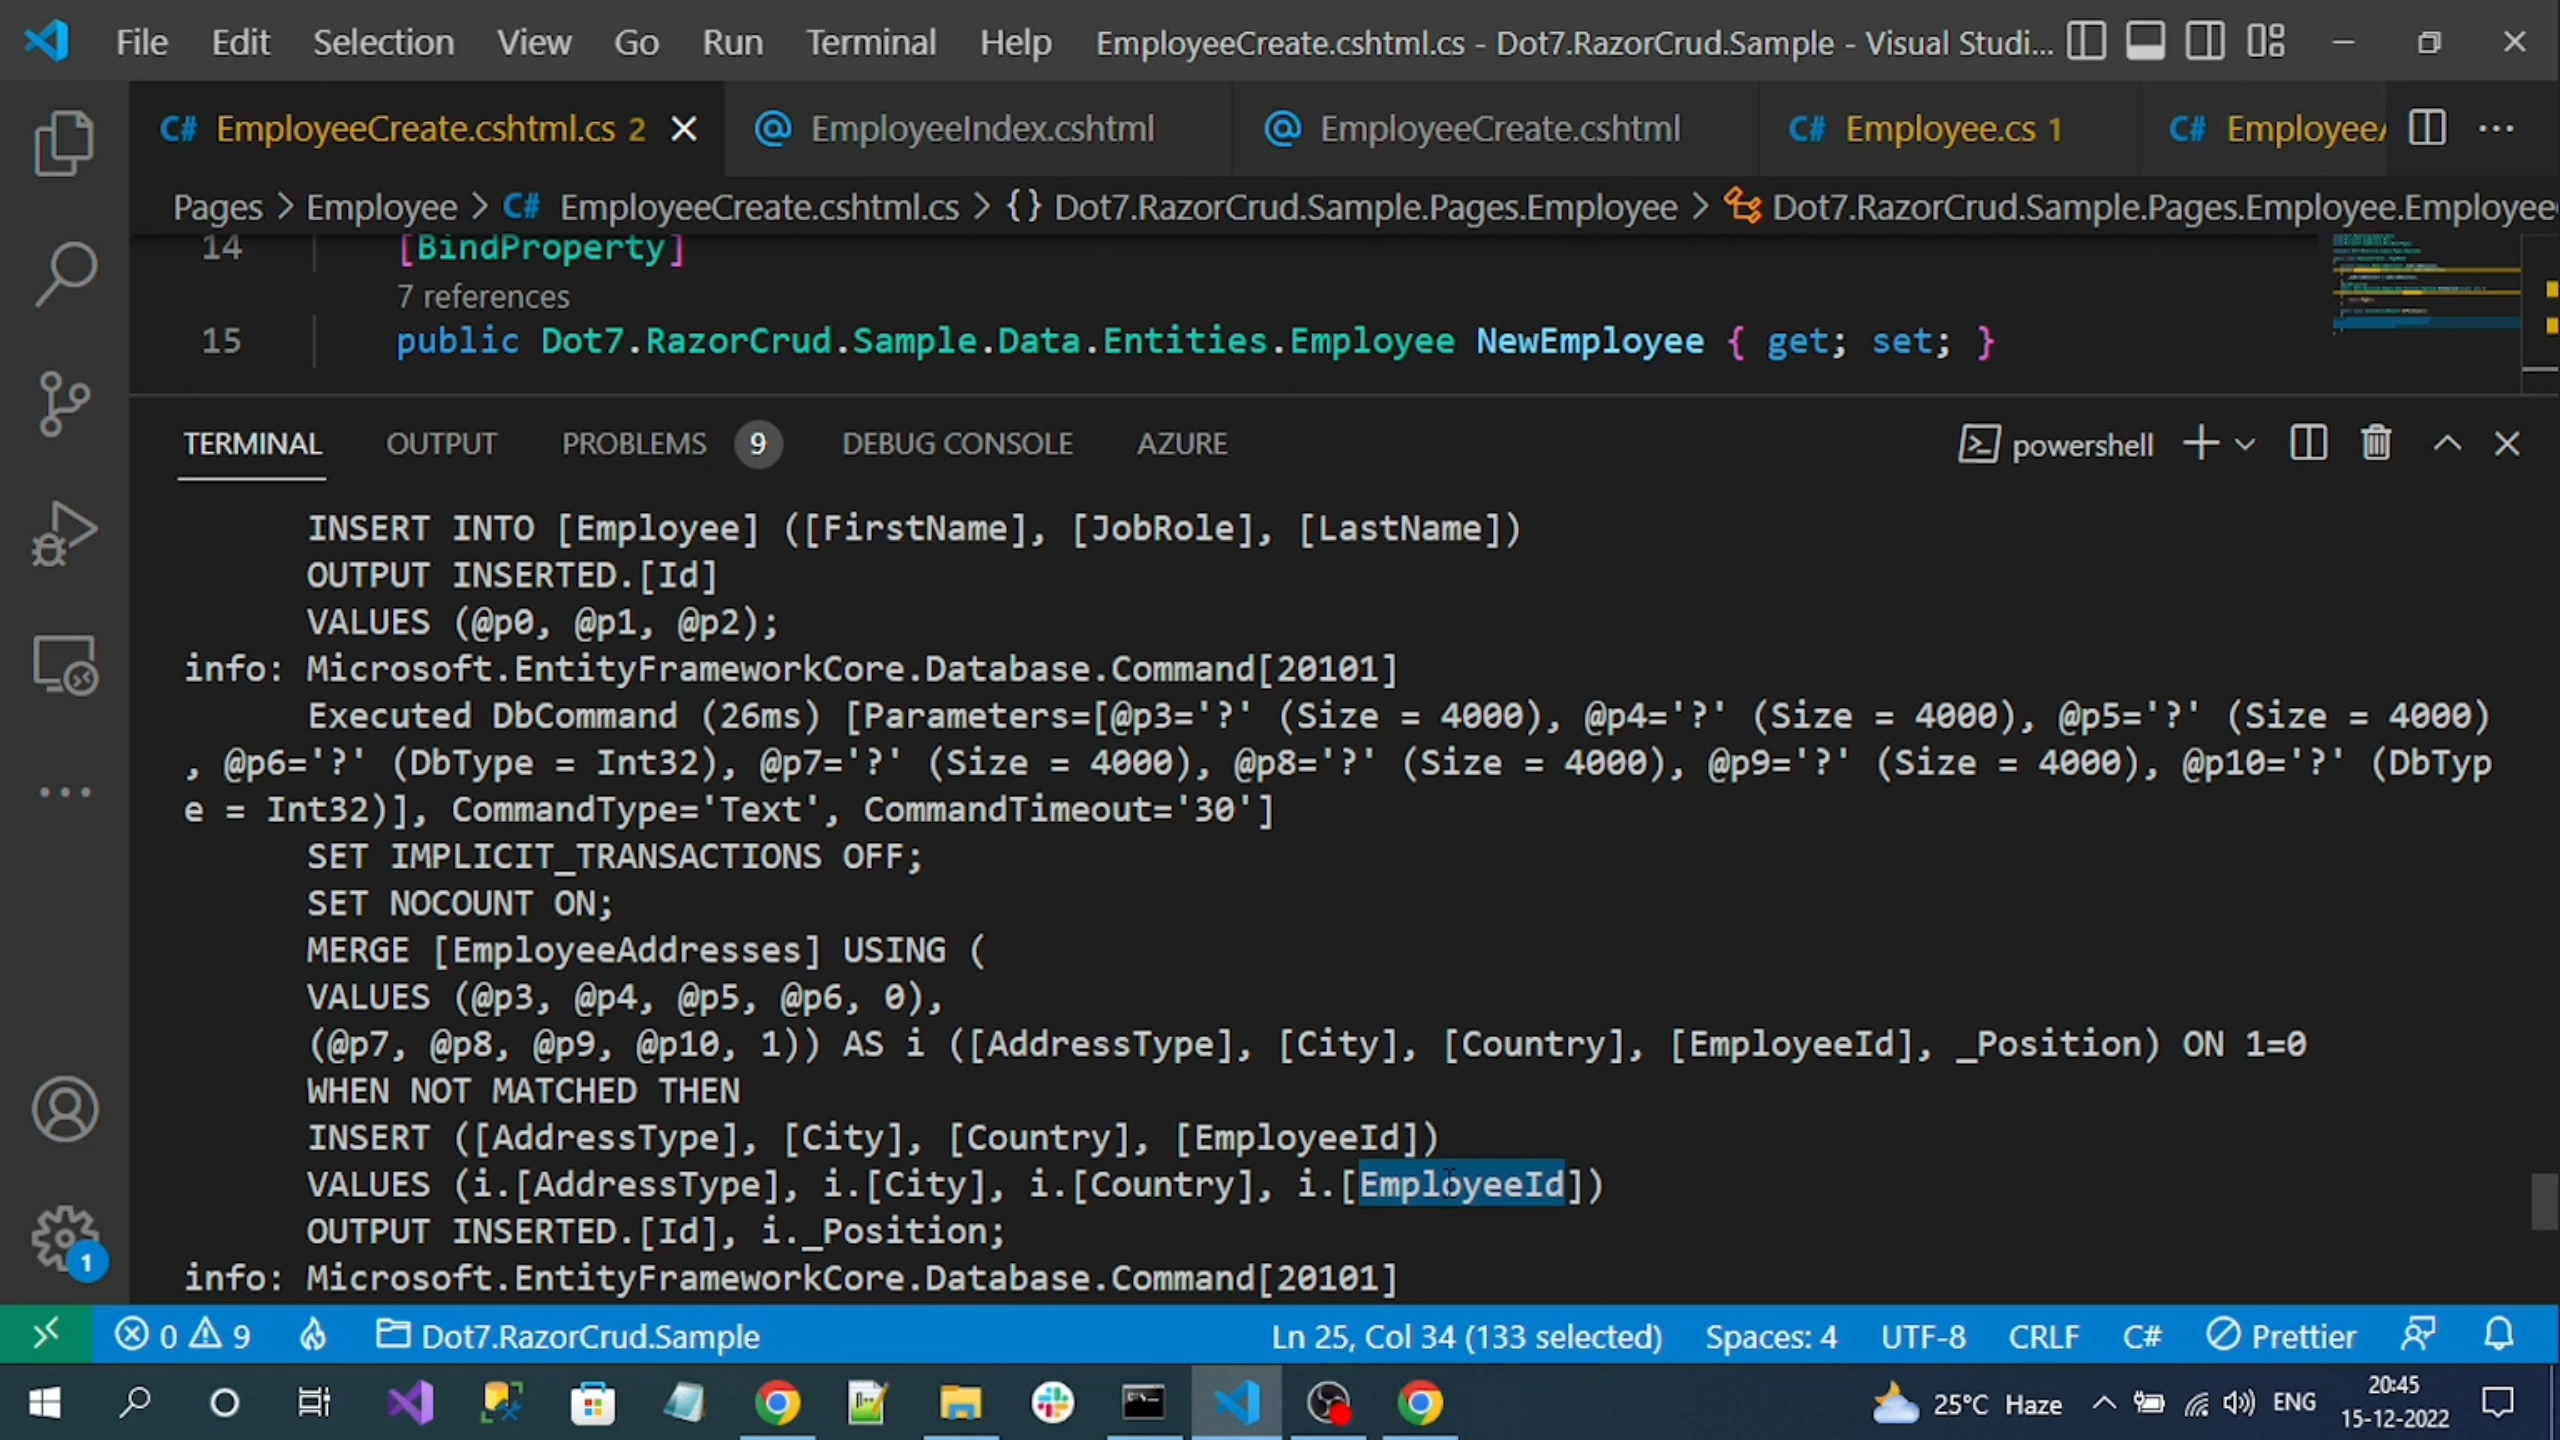 File Edit Selection View Go Run Terminal Help EmployeeCreate.cshtml.cs - Dot7.RazorCrud.Sample - Visual Studi...
C# EmployeeCreate.cshtml.cs 2 @ EmployeeIndex.cshtml @ EmployeeCreate.cshtml C# Employee.cs 1 C# EmployeeA
Pages > Employee > C# EmployeeCreate.cshtml.cs > {} Dot7.RazorCrud.Sample.Pages.Employee > Dot7.RazorCrud.Sample.Pages.Employee.Employee
14 [BindProperty]
7 references
15 public Dot7.RazorCrud.Sample.Data.Entities.Employee NewEmployee { get; set; }
TERMINAL OUTPUT PROBLEMS 9 DEBUG CONSOLE AZURE powershell
INSERT INTO [Employee] ([FirstName], [JobRole], [LastName])
OUTPUT INSERTED.[Id]
VALUES (@p0, @p1, @p2);
info: Microsoft.EntityFrameworkCore.Database.Command[20101]
Executed DbCommand (26ms) [Parameters=[@p3='?' (Size = 4000), @p4='?' (Size = 4000), @p5='?' (Size = 4000)
, @p6='?' (DbType = Int32), @p7='?' (Size = 4000), @p8='?' (Size = 4000), @p9='?' (Size = 4000), @p10='?' (DbTyp
e = Int32)], CommandType='Text', CommandTimeout='30']
SET IMPLICIT_TRANSACTIONS OFF;
SET NOCOUNT ON;
MERGE [EmployeeAddresses] USING (
VALUES (@p3, @p4, @p5, @p6, 0),
(@p7, @p8, @p9, @p10, 1)) AS i ([AddressType], [City], [Country], [EmployeeId], _Position) ON 1=0
WHEN NOT MATCHED THEN
INSERT ([AddressType], [City], [Country], [EmployeeId])
VALUES (i.[AddressType], i.[City], i.[Country], i.[EmployeeId])
OUTPUT INSERTED.[Id], i._Position;
info: Microsoft.EntityFrameworkCore.Database.Command[20101]
1
0 9 Dot7.RazorCrud.Sample Ln 25, Col 34 (133 selected) Spaces: 4 UTF-8 CRLF C# Prettier
25°C Haze ENG 20:45
15-12-2022